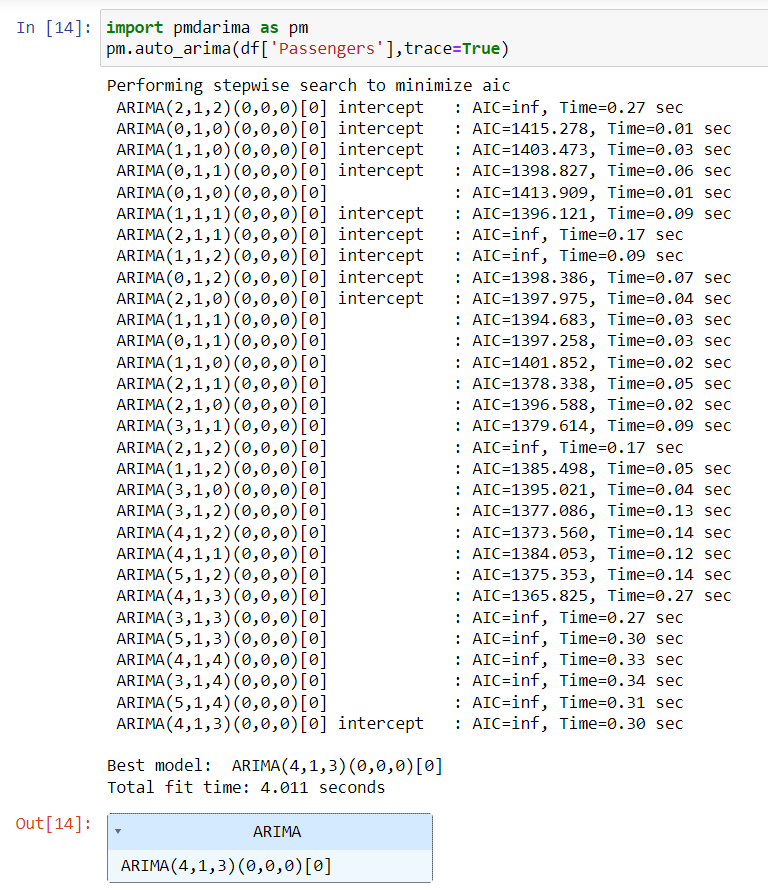 In [14]: import pmdarima as pm
pm.auto_arima(df['Passengers'],trace=True)
Performing stepwise search to minimize aic
ARIMA(2,1,2)(0,0,0)[0] intercept   : AIC=inf, Time=0.27 sec
ARIMA(0,1,0)(0,0,0)[0] intercept   : AIC=1415.278, Time=0.01 sec
ARIMA(1,1,0)(0,0,0)[0] intercept   : AIC=1403.473, Time=0.03 sec
ARIMA(0,1,1)(0,0,0)[0] intercept   : AIC=1398.827, Time=0.06 sec
ARIMA(0,1,0)(0,0,0)[0]             : AIC=1413.909, Time=0.01 sec
ARIMA(1,1,1)(0,0,0)[0] intercept   : AIC=1396.121, Time=0.09 sec
ARIMA(2,1,1)(0,0,0)[0] intercept   : AIC=inf, Time=0.17 sec
ARIMA(1,1,2)(0,0,0)[0] intercept   : AIC=inf, Time=0.09 sec
ARIMA(0,1,2)(0,0,0)[0] intercept   : AIC=1398.386, Time=0.07 sec
ARIMA(2,1,0)(0,0,0)[0] intercept   : AIC=1397.975, Time=0.04 sec
ARIMA(1,1,1)(0,0,0)[0]             : AIC=1394.683, Time=0.03 sec
ARIMA(0,1,1)(0,0,0)[0]             : AIC=1397.258, Time=0.03 sec
ARIMA(1,1,0)(0,0,0)[0]             : AIC=1401.852, Time=0.02 sec
ARIMA(2,1,1)(0,0,0)[0]             : AIC=1378.338, Time=0.05 sec
ARIMA(2,1,0)(0,0,0)[0]             : AIC=1396.588, Time=0.02 sec
ARIMA(3,1,1)(0,0,0)[0]             : AIC=1379.614, Time=0.09 sec
ARIMA(2,1,2)(0,0,0)[0]             : AIC=inf, Time=0.17 sec
ARIMA(1,1,2)(0,0,0)[0]             : AIC=1385.498, Time=0.05 sec
ARIMA(3,1,0)(0,0,0)[0]             : AIC=1395.021, Time=0.04 sec
ARIMA(3,1,2)(0,0,0)[0]             : AIC=1377.086, Time=0.13 sec
ARIMA(4,1,2)(0,0,0)[0]             : AIC=1373.560, Time=0.14 sec
ARIMA(4,1,1)(0,0,0)[0]             : AIC=1384.053, Time=0.12 sec
ARIMA(5,1,2)(0,0,0)[0]             : AIC=1375.353, Time=0.14 sec
ARIMA(4,1,3)(0,0,0)[0]             : AIC=1365.825, Time=0.27 sec
ARIMA(3,1,3)(0,0,0)[0]             : AIC=inf, Time=0.27 sec
ARIMA(5,1,3)(0,0,0)[0]             : AIC=inf, Time=0.30 sec
ARIMA(4,1,4)(0,0,0)[0]             : AIC=inf, Time=0.33 sec
ARIMA(3,1,4)(0,0,0)[0]             : AIC=inf, Time=0.34 sec
ARIMA(5,1,4)(0,0,0)[0]             : AIC=inf, Time=0.31 sec
ARIMA(4,1,3)(0,0,0)[0] intercept   : AIC=inf, Time=0.30 sec
Best model:  ARIMA(4,1,3)(0,0,0)[0]
Total fit time: 4.011 seconds
Out[14]: ▾ ARIMA
ARIMA(4,1,3)(0,0,0)[0]